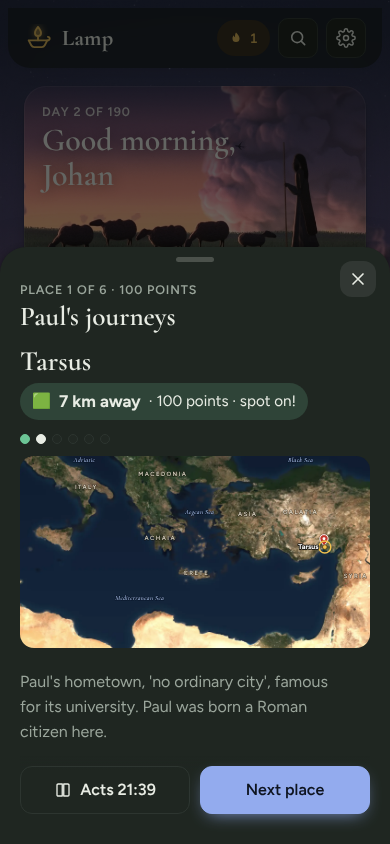 Lamp
1
DAY 2 OF 190
Good morning,
Johan
PLACE 1 OF 6 · 100 POINTS
Paul's journeys
Tarsus
7 km away · 100 points · spot on!
Adriatic
Black Sea
MACEDONIA
ITALY
Aegean Sea
ASIA
GALATIA
ACHAIA
Tarsus
CRETE
SYRIA
Mediterranean Sea
Paul's hometown, 'no ordinary city', famous
for its university. Paul was born a Roman
citizen here.
Acts 21:39
Next place